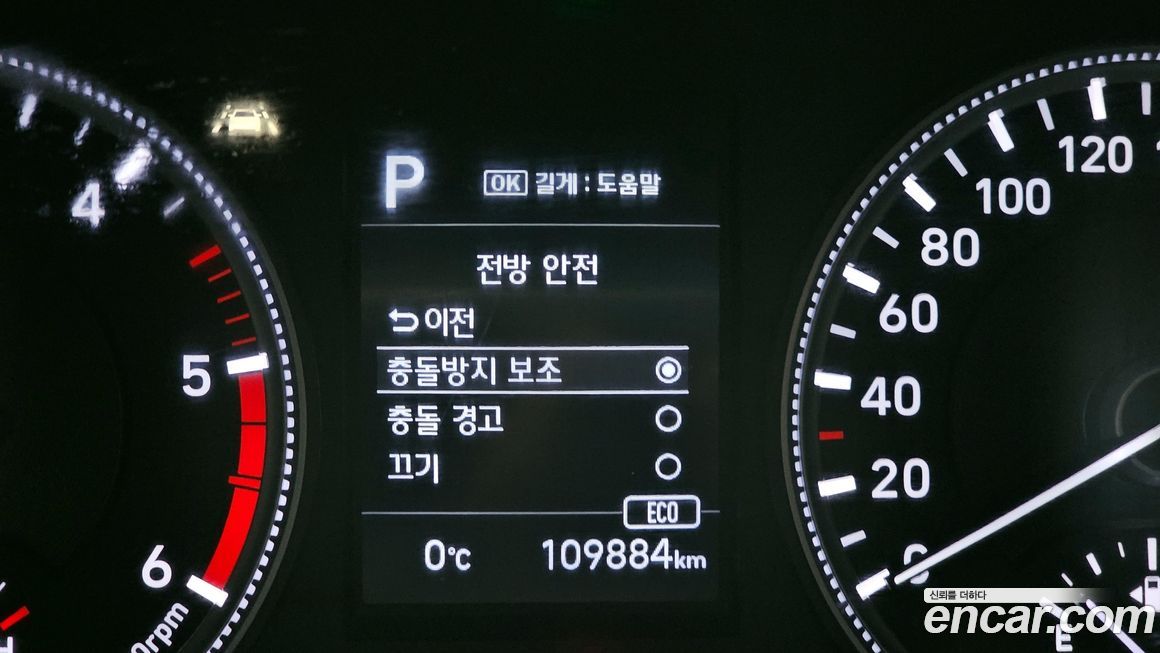 P
OK 길게 : 도움말
전방 안전
이전
충돌방지 보조
충돌 경고
끄기
ECO
0℃ 109884km
4
5
6
0rpm
120
100
80
60
40
20
0
E
신뢰를 더하다
encar.com